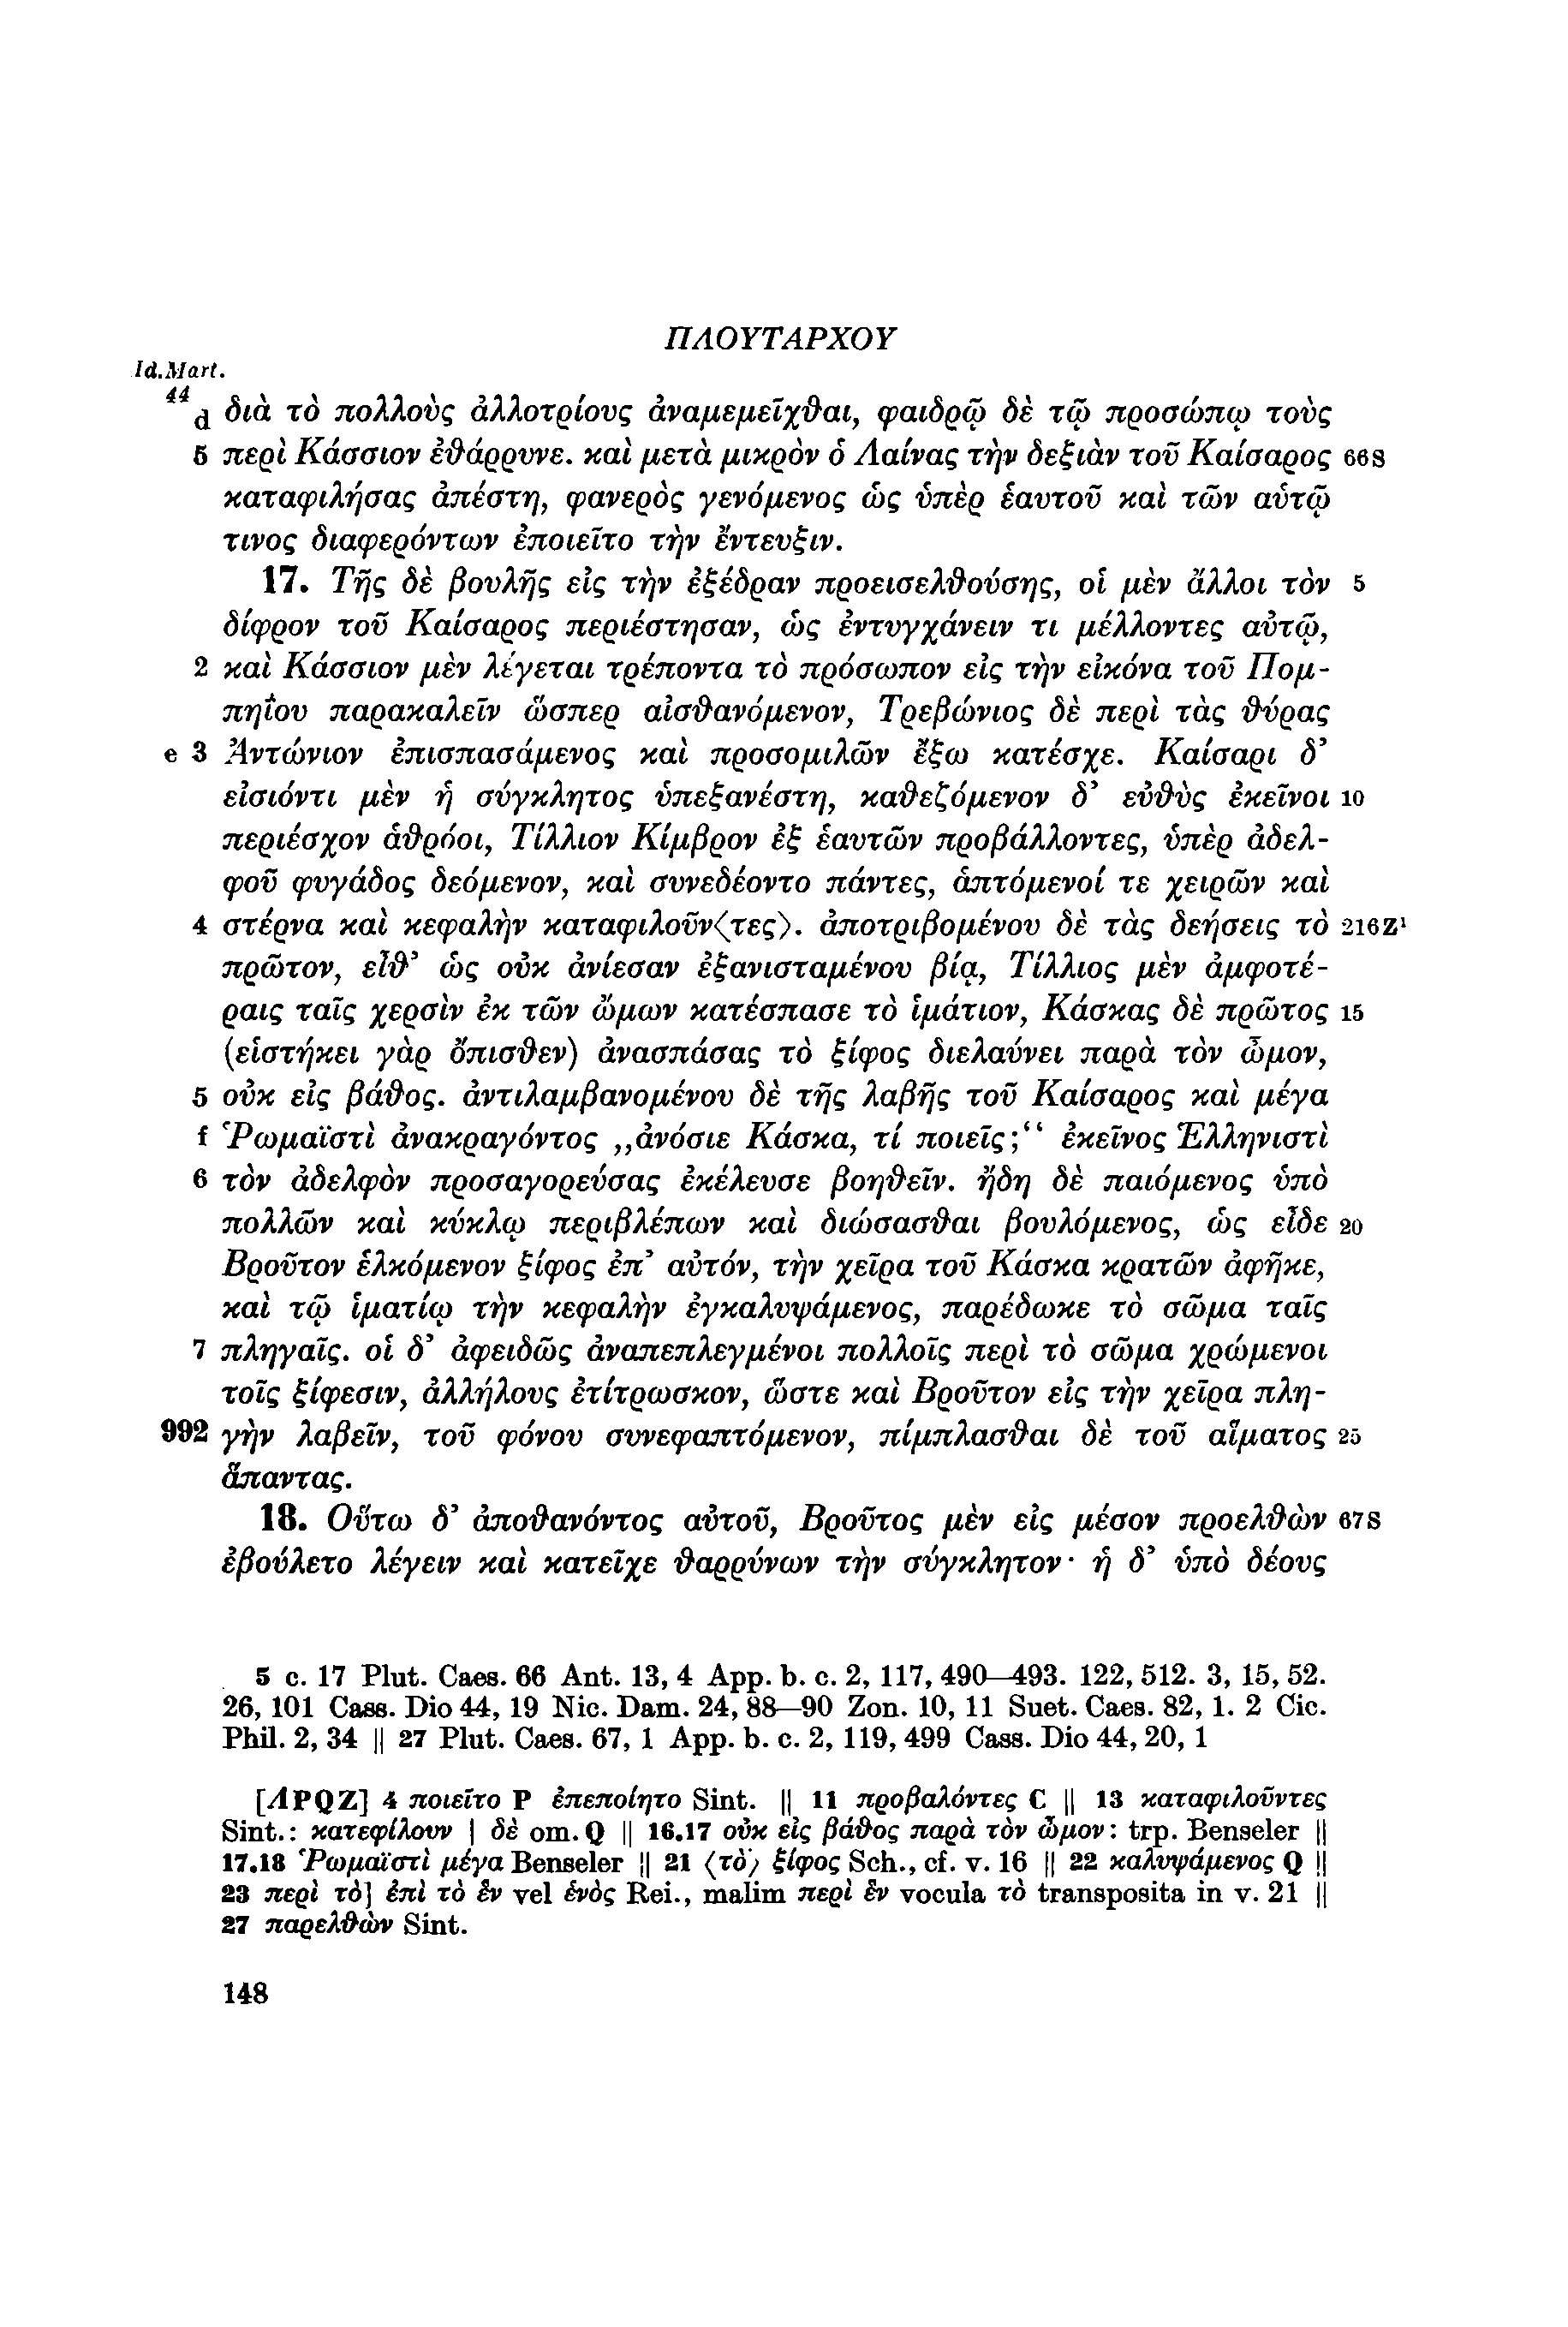 ΠΛΟΥΤΑΡΧΟΥ
Id.Mart.
44 d διὰ τὸ πολλοὺς ἀλλοτρίους ἀναμεμεῖχθαι, φαιδρῷ δὲ τῷ προσώπῳ τοὺς
5 περὶ Κάσσιον ἐθάρρυνε. καὶ μετὰ μικρὸν ὁ Λαίνας τὴν δεξιὰν τοῦ Καίσαρος 66S
καταφιλήσας ἀπέστη, φανερὸς γενόμενος ὡς ὑπὲρ ἑαυτοῦ καὶ τῶν αὑτῷ
τινος διαφερόντων ἐποιεῖτο τὴν ἔντευξιν.
17. Τῆς δὲ βουλῆς εἰς τὴν ἐξέδραν προεισελθούσης, οἱ μὲν ἄλλοι τὸν 5
δίφρον τοῦ Καίσαρος περιέστησαν, ὡς ἐντυγχάνειν τι μέλλοντες αὐτῷ,
2 καὶ Κάσσιον μὲν λέγεται τρέποντα τὸ πρόσωπον εἰς τὴν εἰκόνα τοῦ Πομ-
πηΐου παρακαλεῖν ὥσπερ αἰσθανόμενον, Τρεβώνιος δὲ περὶ τὰς θύρας
e 3 Ἀντώνιον ἐπισπασάμενος καὶ προσομιλῶν ἔξω κατέσχε. Καίσαρι δ’
εἰσιόντι μὲν ἡ σύγκλητος ὑπεξανέστη, καθεζόμενον δ’ εὐθὺς ἐκεῖνοι 10
περιέσχον ἁθρόοι, Τίλλιον Κίμβρον ἐξ ἑαυτῶν προβάλλοντες, ὑπὲρ ἀδελ-
φοῦ φυγάδος δεόμενον, καὶ συνεδέοντο πάντες, ἁπτόμενοί τε χειρῶν καὶ
4 στέρνα καὶ κεφαλὴν καταφιλοῦν⟨τες⟩. ἀποτριβομένου δὲ τὰς δεήσεις τὸ 216Z¹
πρῶτον, εἶθ’ ὡς οὐκ ἀνίεσαν ἐξανισταμένου βίᾳ, Τίλλιος μὲν ἀμφοτέ-
ραις ταῖς χερσὶν ἐκ τῶν ὤμων κατέσπασε τὸ ἱμάτιον, Κάσκας δὲ πρῶτος 15
(εἱστήκει γὰρ ὄπισθεν) ἀνασπάσας τὸ ξίφος διελαύνει παρὰ τὸν ὦμον,
5 οὐκ εἰς βάθος. ἀντιλαμβανομένου δὲ τῆς λαβῆς τοῦ Καίσαρος καὶ μέγα
f Ῥωμαϊστὶ ἀνακραγόντος „ἀνόσιε Κάσκα, τί ποιεῖς;“ ἐκεῖνος Ἑλληνιστὶ
6 τὸν ἀδελφὸν προσαγορεύσας ἐκέλευσε βοηθεῖν. ἤδη δὲ παιόμενος ὑπὸ
πολλῶν καὶ κύκλῳ περιβλέπων καὶ διώσασθαι βουλόμενος, ὡς εἶδε 20
Βροῦτον ἑλκόμενον ξίφος ἐπ’ αὐτόν, τὴν χεῖρα τοῦ Κάσκα κρατῶν ἀφῆκε,
καὶ τῷ ἱματίῳ τὴν κεφαλὴν ἐγκαλυψάμενος, παρέδωκε τὸ σῶμα ταῖς
7 πληγαῖς. οἱ δ’ ἀφειδῶς ἀναπεπλεγμένοι πολλοῖς περὶ τὸ σῶμα χρώμενοι
τοῖς ξίφεσιν, ἀλλήλους ἐτίτρωσκον, ὥστε καὶ Βροῦτον εἰς τὴν χεῖρα πλη-
992 γὴν λαβεῖν, τοῦ φόνου συνεφαπτόμενον, πίμπλασθαι δὲ τοῦ αἵματος 25
ἅπαντας.
18. Οὕτω δ’ ἀποθανόντος αὐτοῦ, Βροῦτος μὲν εἰς μέσον προελθὼν 67S
ἐβούλετο λέγειν καὶ κατεῖχε θαρρύνων τὴν σύγκλητον· ἡ δ’ ὑπὸ δέους
5 c. 17 Plut. Caes. 66 Ant. 13, 4 App. b. c. 2, 117, 490—493. 122, 512. 3, 15, 52.
26, 101 Cass. Dio 44, 19 Nic. Dam. 24, 88—90 Zon. 10, 11 Suet. Caes. 82, 1. 2 Cic.
Phil. 2, 34 || 27 Plut. Caes. 67, 1 App. b. c. 2, 119, 499 Cass. Dio 44, 20, 1
[ΛPQZ] 4 ποιεῖτο P ἐπεποίητο Sint. || 11 προβαλόντες C || 13 καταφιλοῦντες
Sint.: κατεφίλουν | δὲ om. Q || 16.17 οὐκ εἰς βάθος παρὰ τὸν ὦμον: trp. Benseler ||
17.18 Ῥωμαϊστὶ μέγα Benseler || 21 ⟨τὸ⟩ ξίφος Sch., cf. v. 16 || 22 καλυψάμενος Q ||
23 περὶ τὸ] ἐπὶ τὸ ἓν vel ἑνὸς Rei., malim περὶ ἓν vocula τὸ transposita in v. 21 ||
27 παρελθὼν Sint.
148